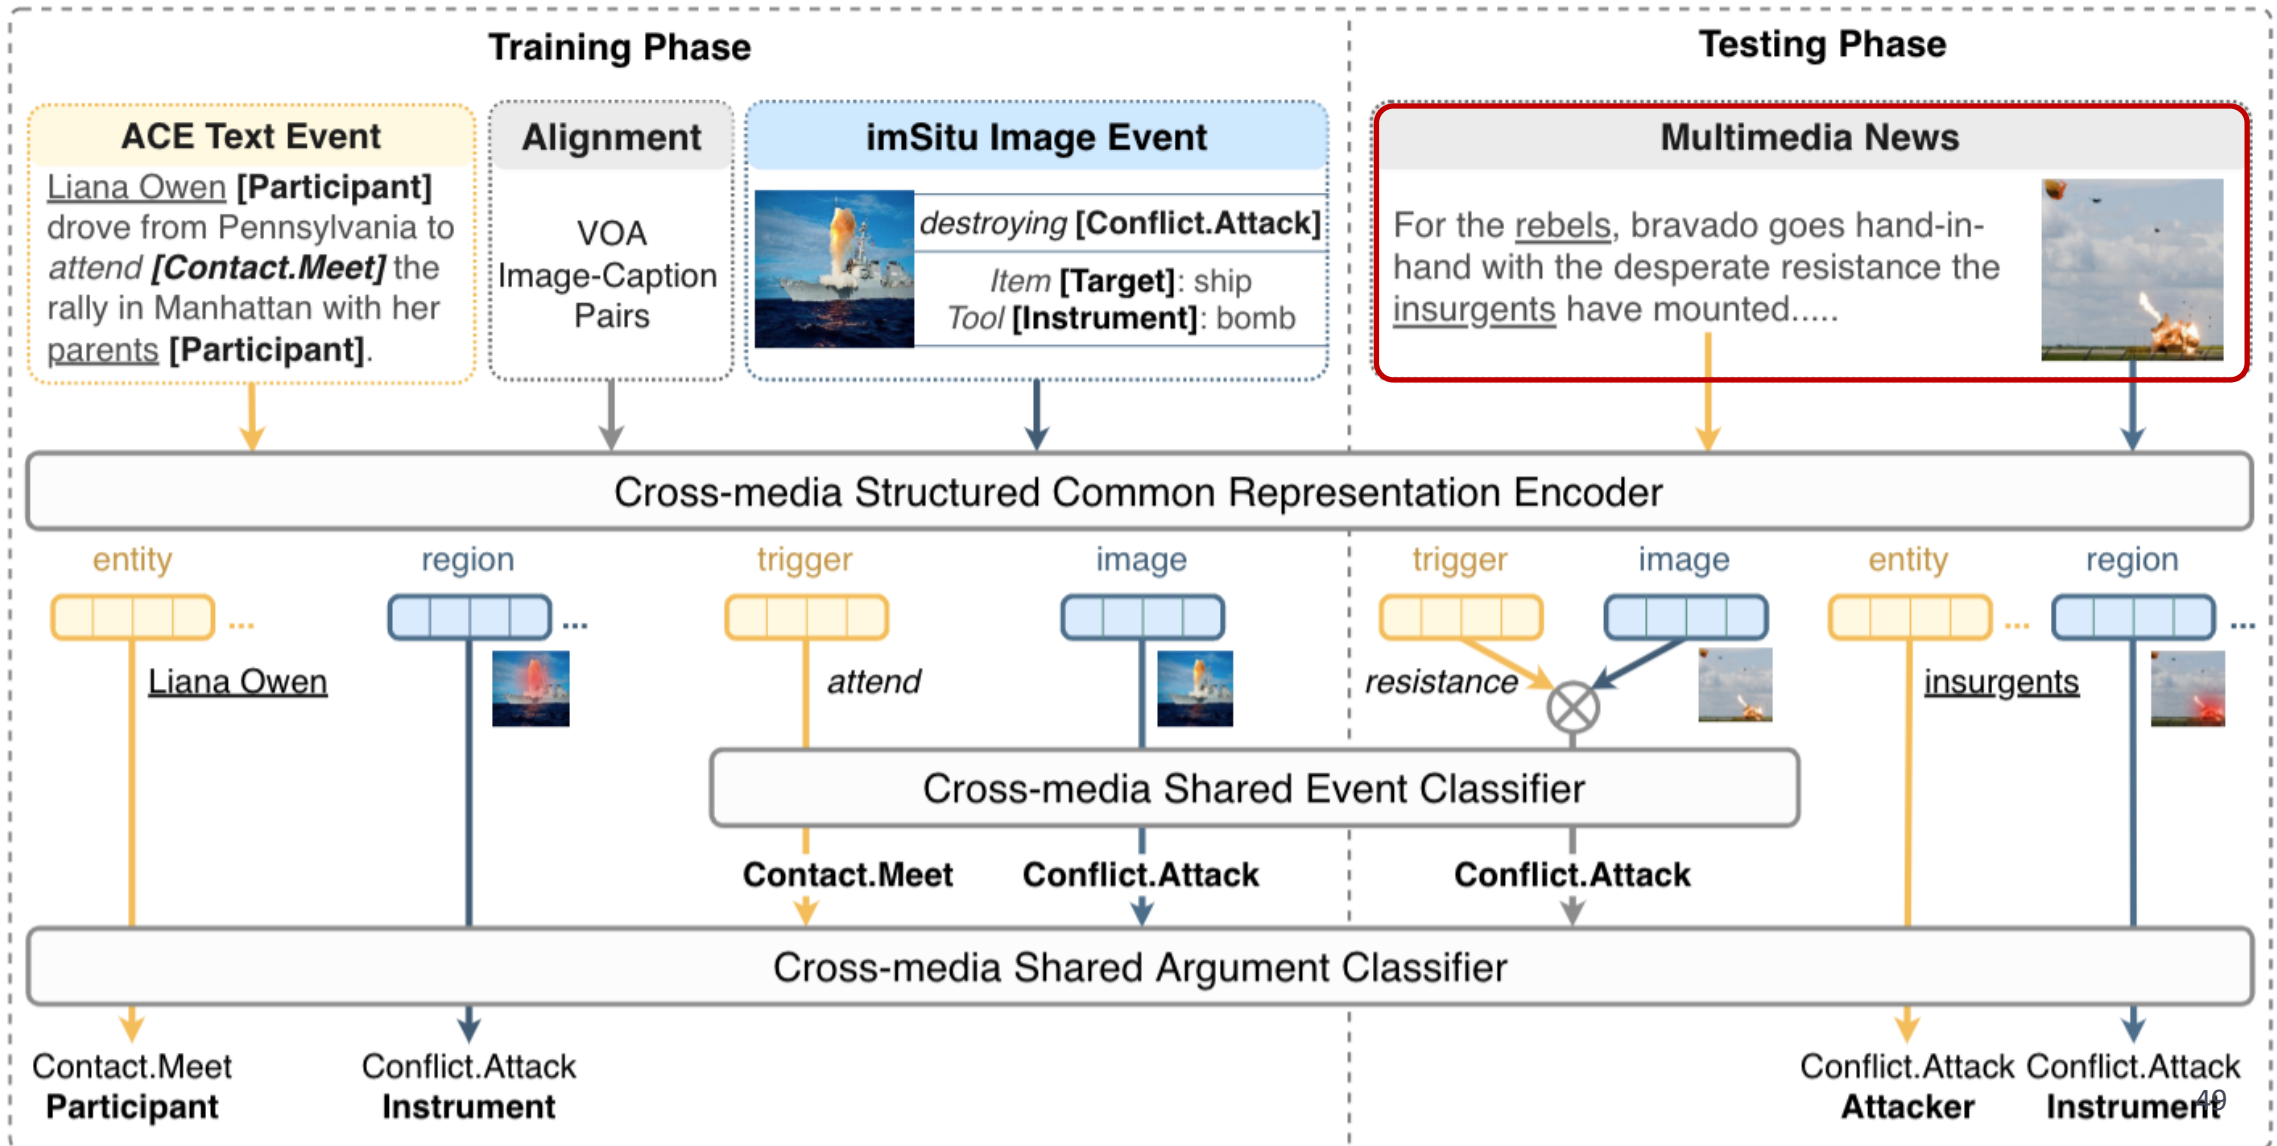 Training Phase
Testing Phase
ACE Text Event
Liana Owen [Participant]
drove from Pennsylvania to
attend [Contact.Meet] the
rally in Manhattan with her
parents [Participant].
Alignment
VOA
Image-Caption
Pairs
imSitu Image Event
destroying [Conflict.Attack]
Item [Target]: ship
Tool [Instrument]: bomb
Multimedia News
For the rebels, bravado goes hand-in-
hand with the desperate resistance the
insurgents have mounted.....
Cross-media Structured Common Representation Encoder
entity
region
trigger
image
trigger
image
entity
region
...
...
...
...
Liana Owen
attend
resistance
insurgents
Cross-media Shared Event Classifier
Contact.Meet
Conflict.Attack
Conflict.Attack
Cross-media Shared Argument Classifier
Contact.Meet
Participant
Conflict.Attack
Instrument
Conflict.Attack
Attacker
Conflict.Attack
Instrument
49